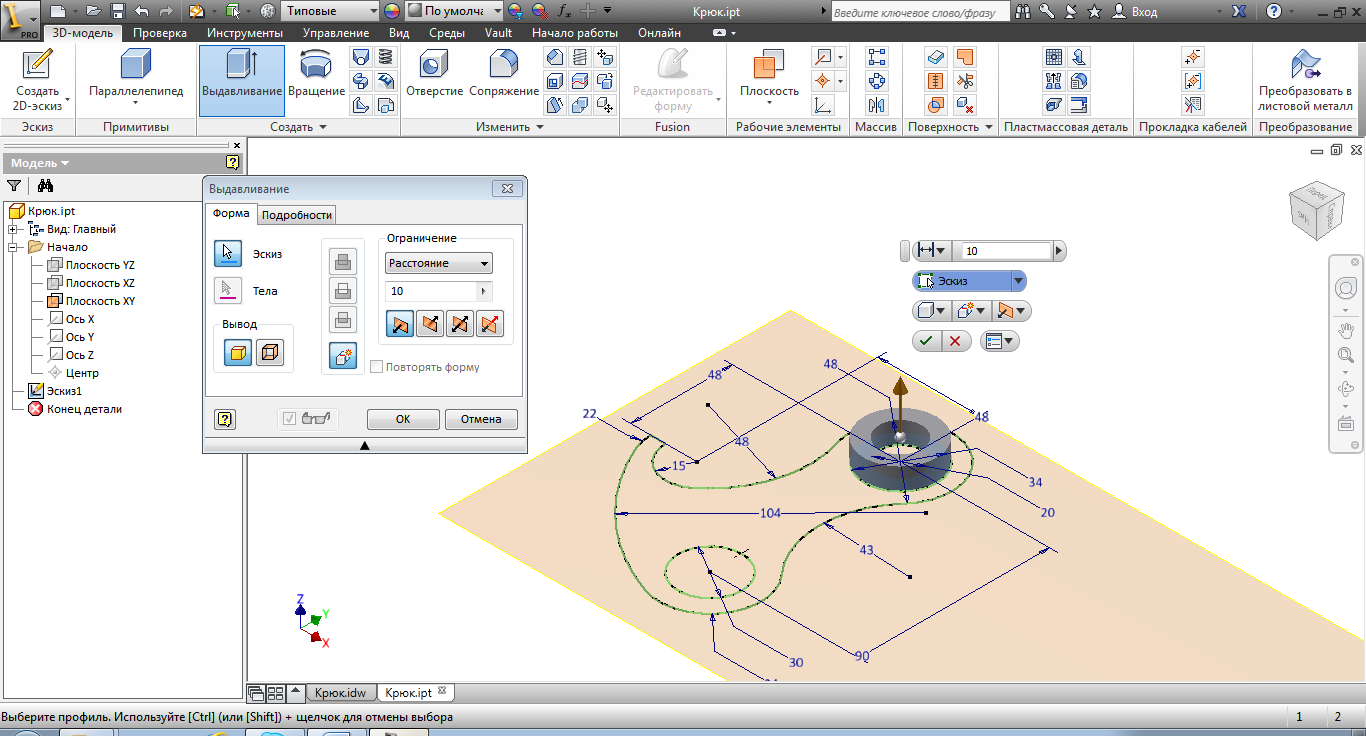 PRO
Типовые
По умолча
Крюк.ipt
Введите ключевое слово/фразу
Вход
3D-модель
Проверка
Инструменты
Управление
Вид
Среды
Vault
Начало работы
Онлайн
Создать
2D-эскиз
Параллелепипед
Выдавливание
Вращение
Отверстие
Сопряжение
Редактировать
форму
Плоскость
Преобразовать в
листовой металл
Эскиз
Примитивы
Создать
Изменить
Fusion
Рабочие элементы
Массив
Поверхность
Пластмассовая деталь
Прокладка кабелей
Преобразование
Модель
Крюк.ipt
Вид: Главный
Начало
Плоскость YZ
Плоскость XZ
Плоскость XY
Ось X
Ось Y
Ось Z
Центр
Эскиз1
Конец детали
Выдавливание
Форма
Подробности
Эскиз
Тела
Вывод
Ограничение
Расстояние
10
Повторять форму
OK
Отмена
10
Эскиз
48
48
48
22
48
15
34
20
104
43
30
90
Z
Y
X
Крюк.idw
Крюк.ipt
Выберите профиль. Используйте [Ctrl] (или [Shift]) + щелчок для отмены выбора
1
2